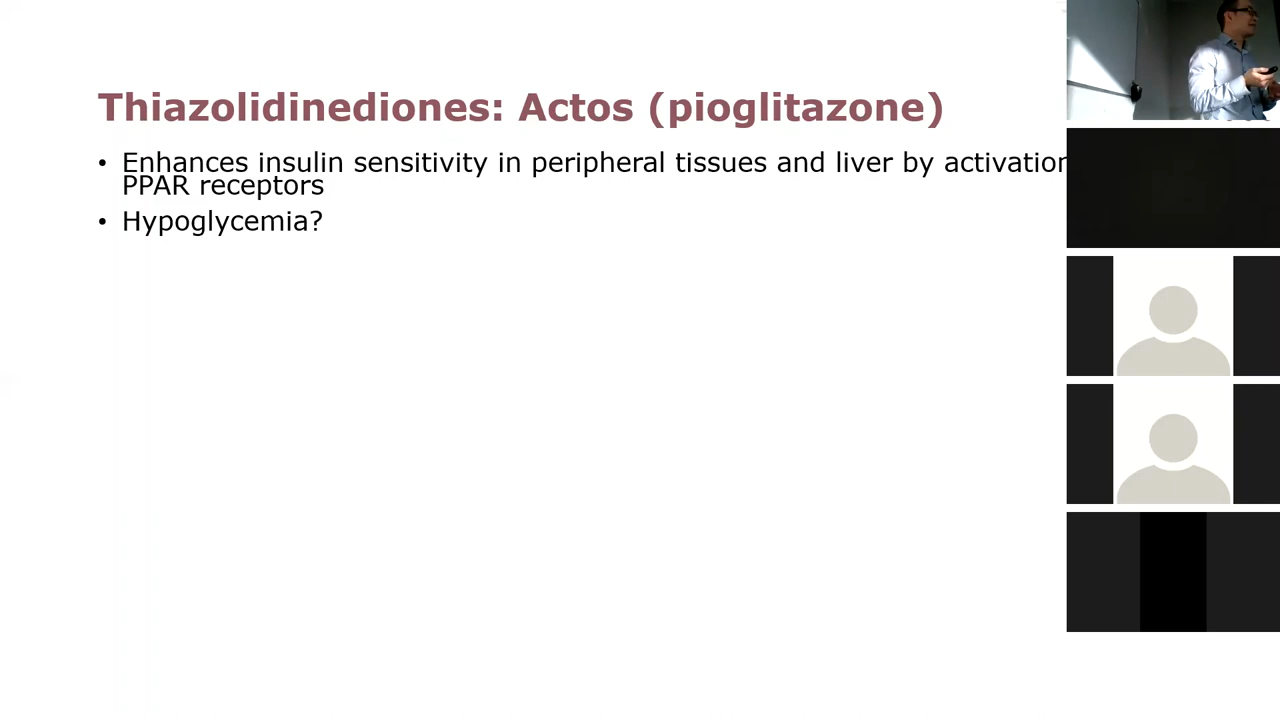 Thiazolidinediones: Actos (pioglitazone)
• Enhances insulin sensitivity in peripheral tissues and liver by activation
PPAR receptors
• Hypoglycemia?